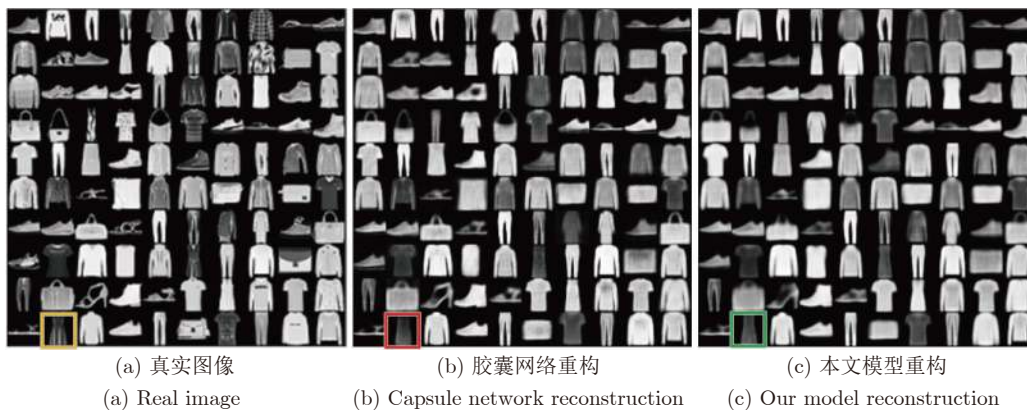 Lee
(a) 真实图像
(b) 胶囊网络重构
(c) 本文模型重构
(a) Real image
(b) Capsule network reconstruction
(c) Our model reconstruction